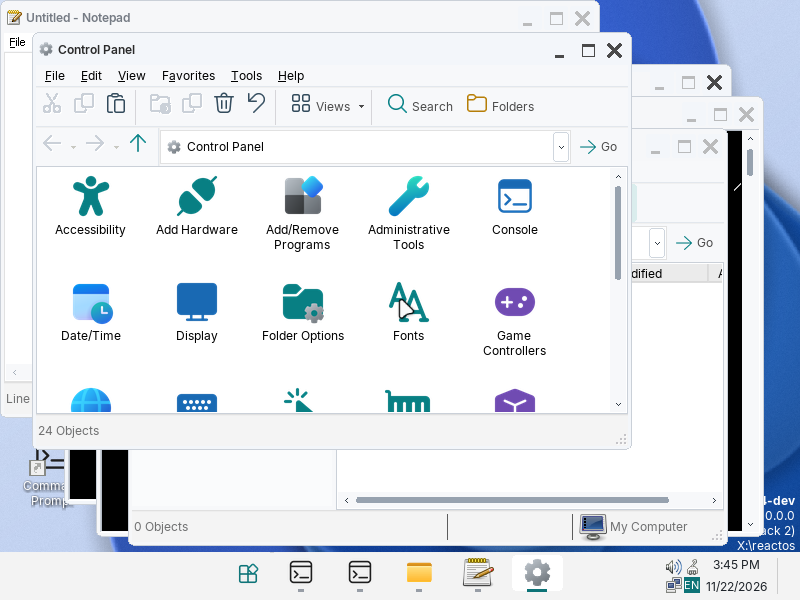 Untitled - Notepad
File
Control Panel
File Edit View Favorites Tools Help
Views Search Folders
Control Panel Go
Accessibility
Add Hardware
Add/Remove Programs
Administrative Tools
Console
Date/Time
Display
Folder Options
Fonts
Game Controllers
24 Objects
Go
dified
Line
0 Objects
My Computer
-dev
0.0.0
ack 2)
X:\reactos
EN
3:45 PM
11/22/2026